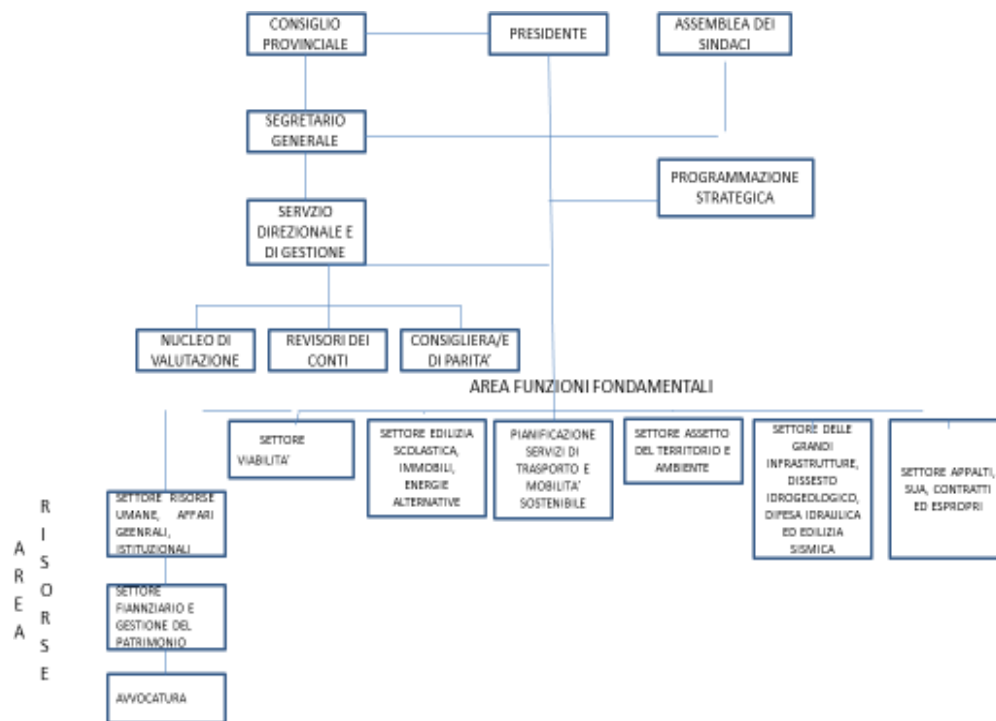 CONSIGLIO
PROVINCIALE
PRESIDENTE
ASSEMBLEA DEI
SINDACI
SEGRETARIO
GENERALE
PROGRAMMAZIONE
STRATEGICA
SERVZIO
DIREZIONALE E
DI GESTIONE
NUCLEO DI
VALUTAZIONE
REVISORI DEI
CONTI
CONSIGLIERA/E
DI PARITA'
AREA FUNZIONI FONDAMENTALI
SETTORE
VIABILITA'
SETTORE EDILIZIA
SCOLASTICA,
IMMOBILI,
ENERGIE
ALTERNATIVE
PIANIFICAZIONE
SERVIZI DI
TRASPORTO E
MOBILITA'
SOSTENIBILE
SETTORE ASSETTO
DEL TERRITORIO E
AMBIENTE
SETTORE DELLE
GRANDI
INFRASTRUTTURE,
DISSESTO
IDROGEOLOGICO,
DIFESA IDRAULICA
ED EDILIZIA
SISMICA
SETTORE APPALTI,
SUA, CONTRATTI
ED ESPROPRI
AREA
RISORSE
SETTORE RISORSE
UMANE, AFFARI
GEENRALI,
ISTITUZIONALI
SETTORE
FIANNZIARIO E
GESTIONE DEL
PATRIMONIO
AVVOCATURA